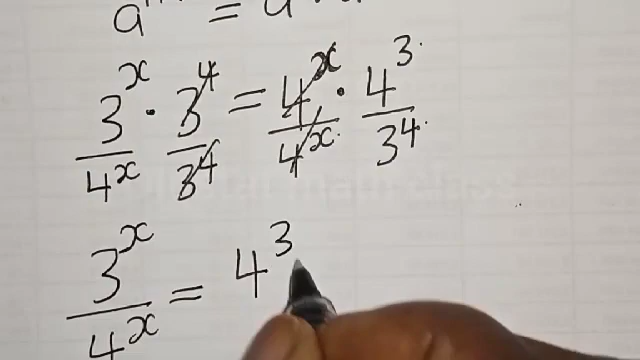 3^x/4^x · 3^4/3^4 = 4^x/4^x · 4^3/3^4
3^x/4^x = 4^3